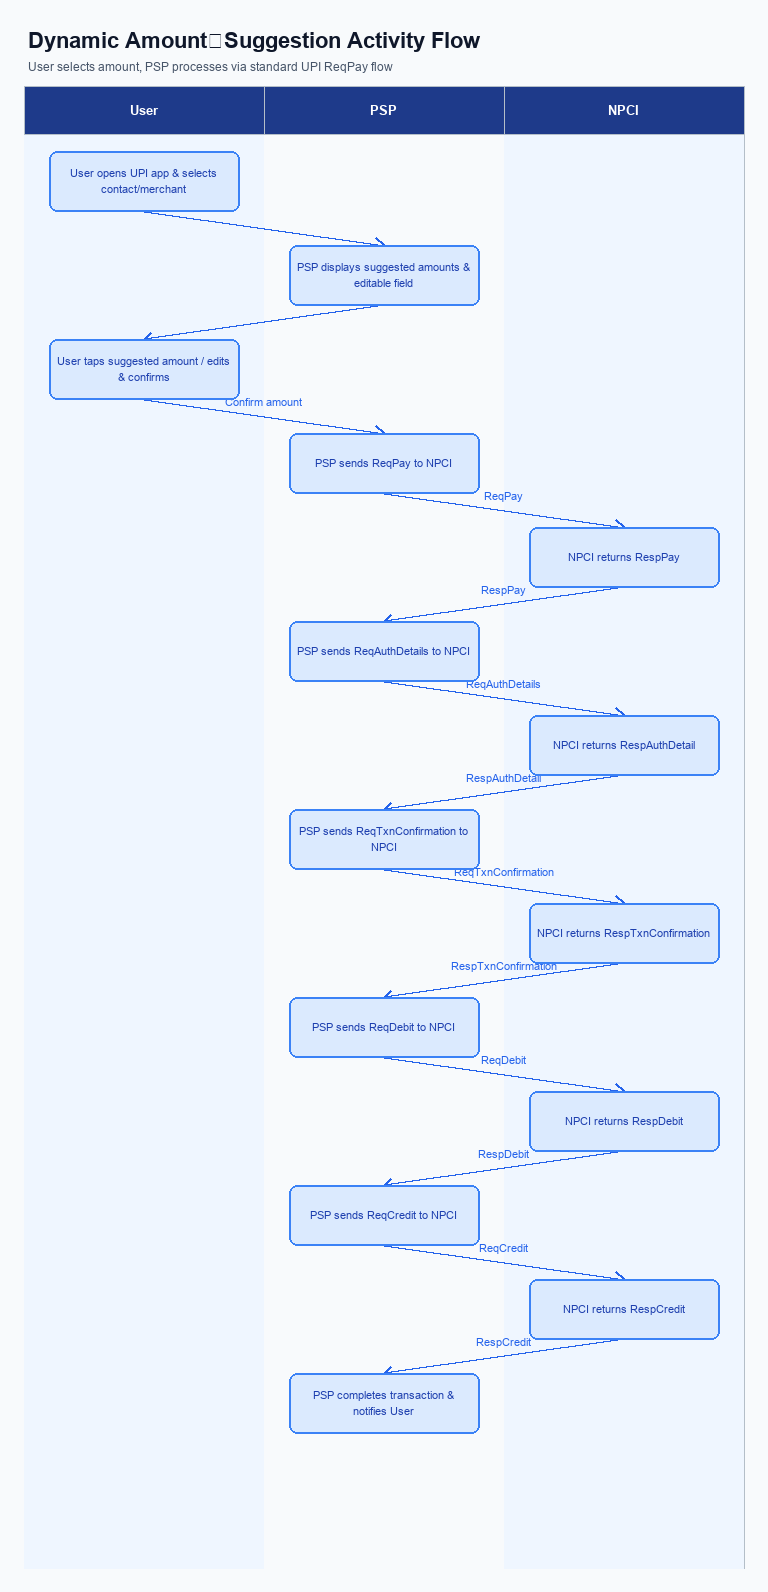 Dynamic Amount□Suggestion Activity Flow
User selects amount, PSP processes via standard UPI ReqPay flow
User
PSP
NPCI
User opens UPI app & selects
contact/merchant
PSP displays suggested amounts &
editable field
User taps suggested amount / edits
& confirms
Confirm amount
PSP sends ReqPay to NPCI
ReqPay
NPCI returns RespPay
RespPay
PSP sends ReqAuthDetails to NPCI
ReqAuthDetails
NPCI returns RespAuthDetail
RespAuthDetail
PSP sends ReqTxnConfirmation to
NPCI
ReqTxnConfirmation
NPCI returns RespTxnConfirmation
RespTxnConfirmation
PSP sends ReqDebit to NPCI
ReqDebit
NPCI returns RespDebit
RespDebit
PSP sends ReqCredit to NPCI
ReqCredit
NPCI returns RespCredit
RespCredit
PSP completes transaction &
notifies User